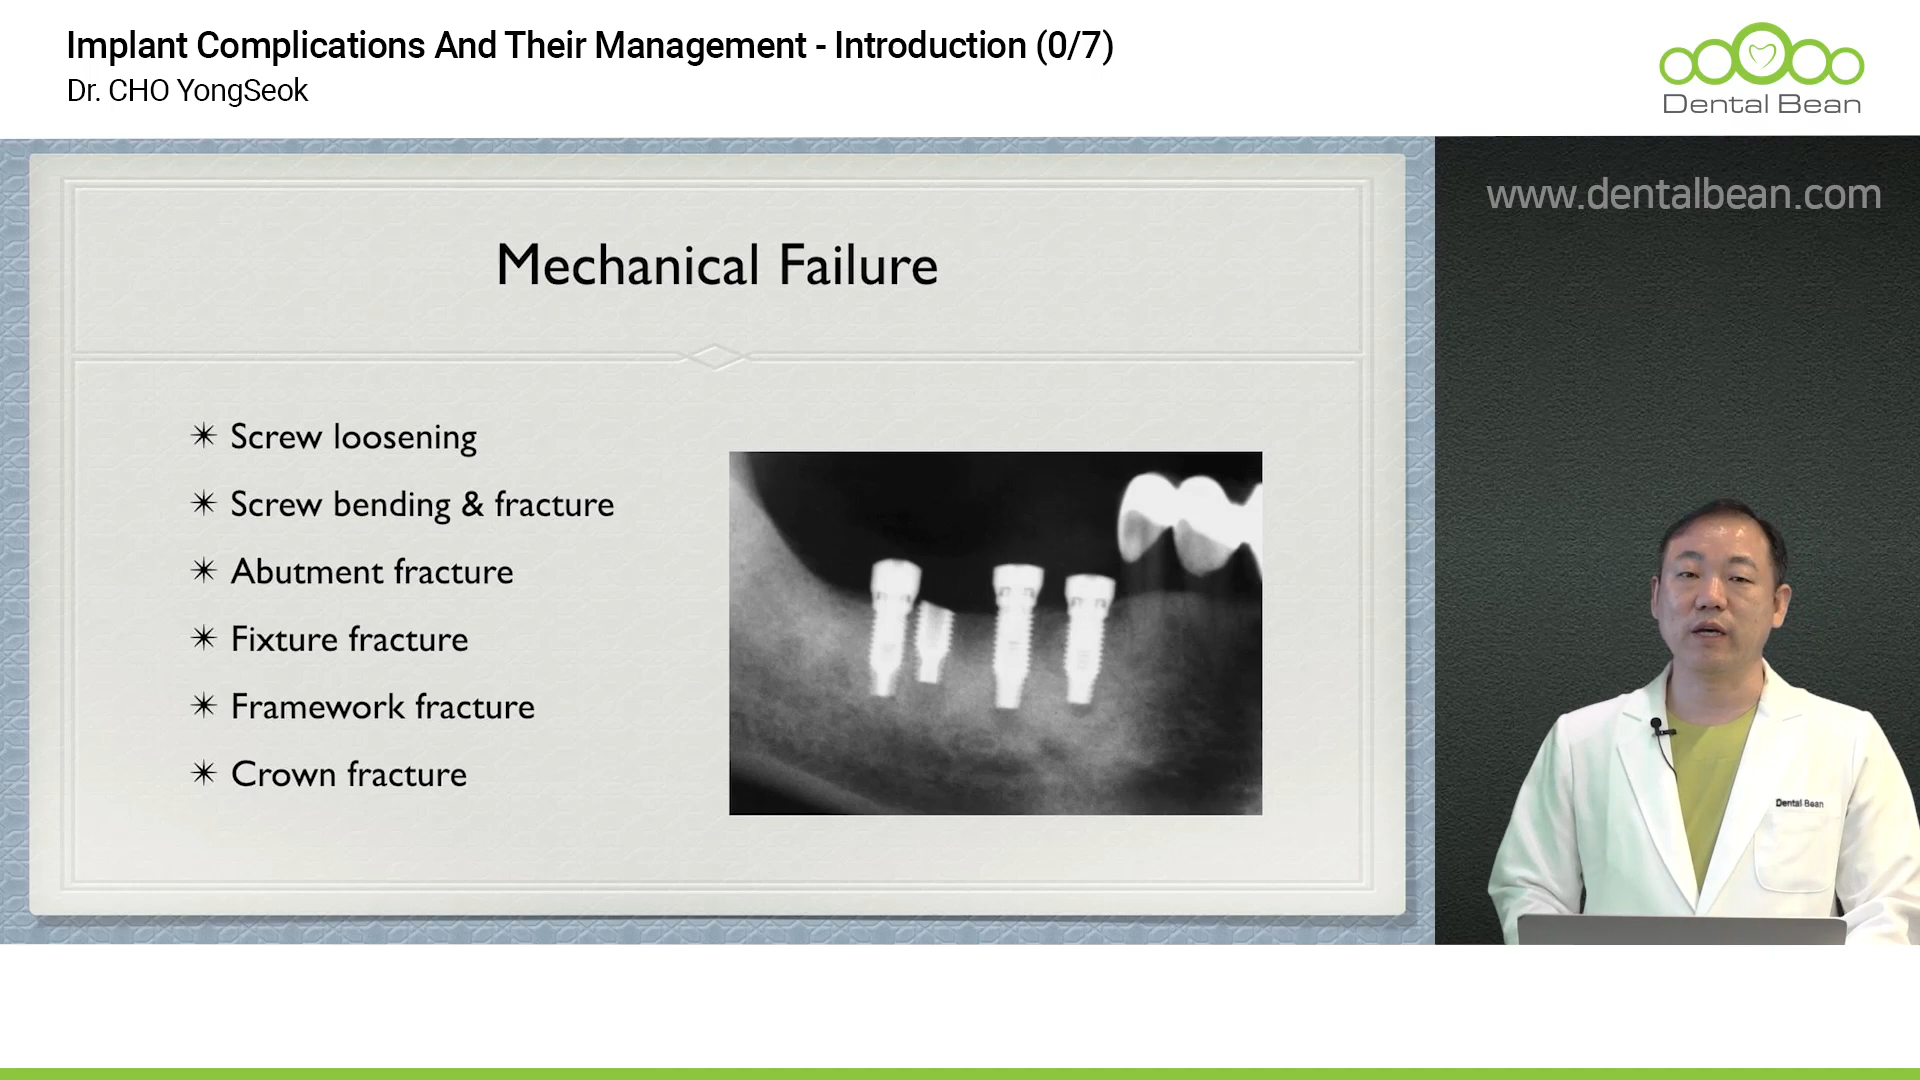 Implant Complications And Their Management - Introduction (0/7)
Dr. CHO YongSeok
Dental Bean
www.dentalbean.com
Mechanical Failure
Screw loosening
Screw bending & fracture
Abutment fracture
Fixture fracture
Framework fracture
Crown fracture
Dental Bean